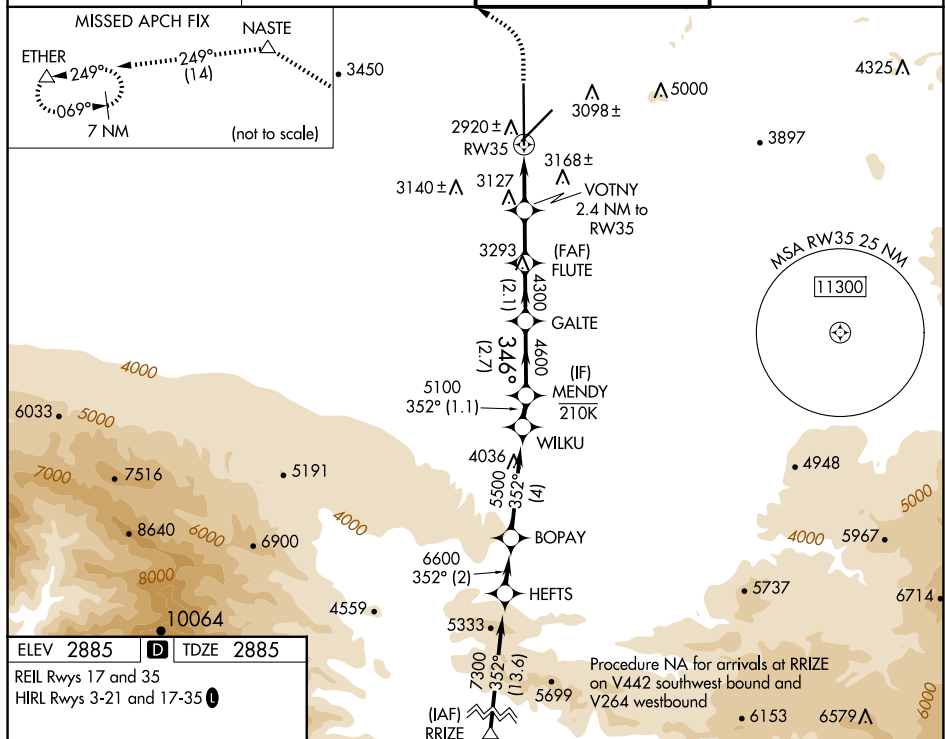 MISSED APCH FIX
NASTE
ETHER
249°
249°
(14)
069°
7 NM
(not to scale)
3450
4325
5000
3098±
2920±
RW35
3897
3168±
3140±
3127
VOTNY
2.4 NM to
RW35
MSA RW35 25 NM
11300
3293
(FAF)
FLUTE
4300
(2.1)
GALTE
346°
4600
(2.7)
(IF)
MENDY
210K
5100
352° (1.1)
WILKU
4000
6033
5000
7000
7516
5191
4036
4948
5500
352°
(4)
4000
5000
8640
6000
6900
BOPAY
4000
5967
8000
6600
352° (2)
HEFTS
5737
6714
10064
4559
5333
ELEV 2885
D
TDZE 2885
REIL Rwys 17 and 35
HIRL Rwys 3-21 and 17-35 L
7300
352°
(13.6)
5699
Procedure NA for arrivals at RRIZE
on V442 southwest bound and
V264 westbound
6000
(IAF)
RRIZE
6153
6579